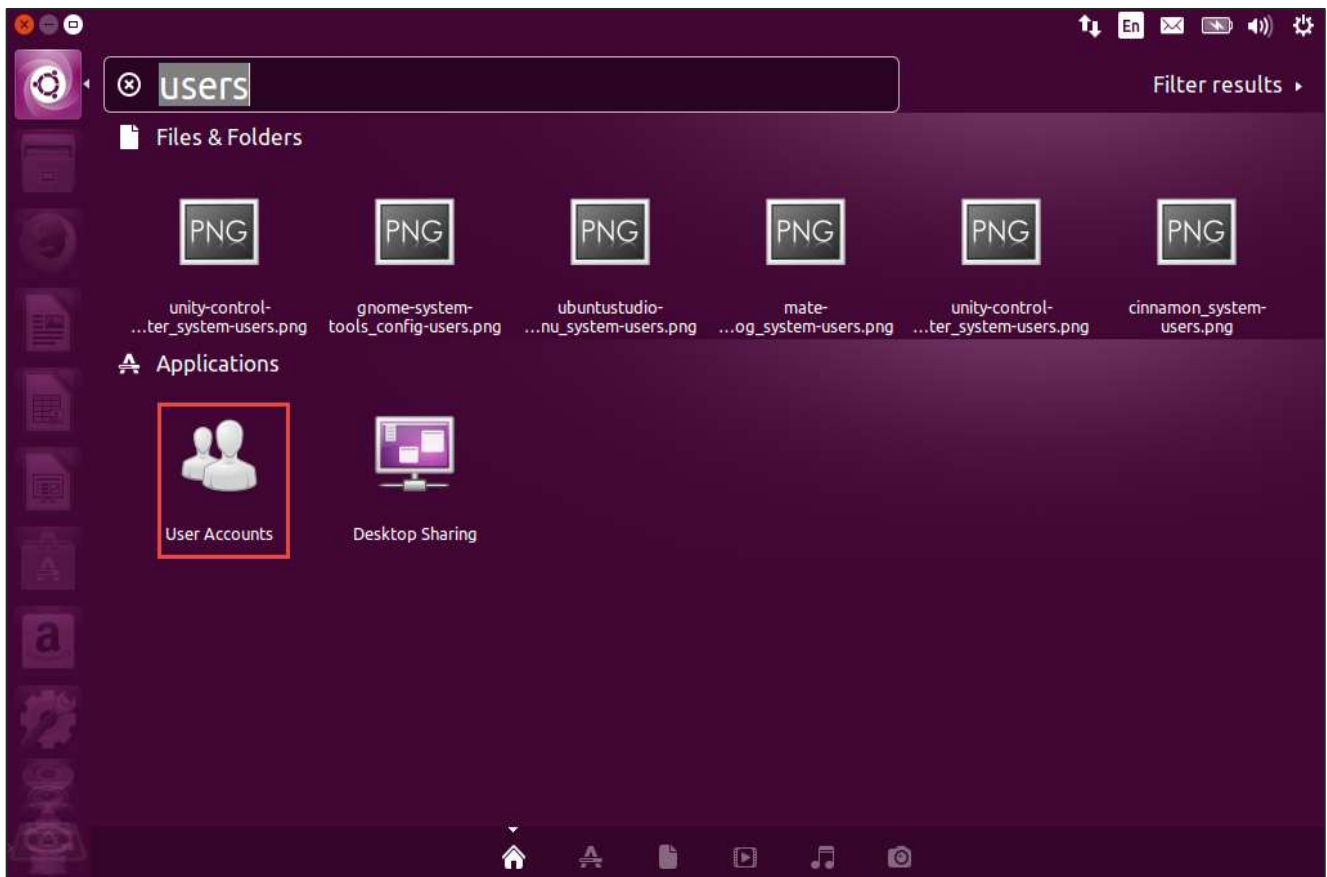 En
users
Filter results
Files & Folders
PNG PNG PNG PNG PNG PNG
unity-control-
...ter_system-users.png
gnome-system-
tools_config-users.png
ubuntustudio-
...nu_system-users.png
mate-
...og_system-users.png
unity-control-
...ter_system-users.png
cinnamon_system-
users.png
Applications
User Accounts
Desktop Sharing
a